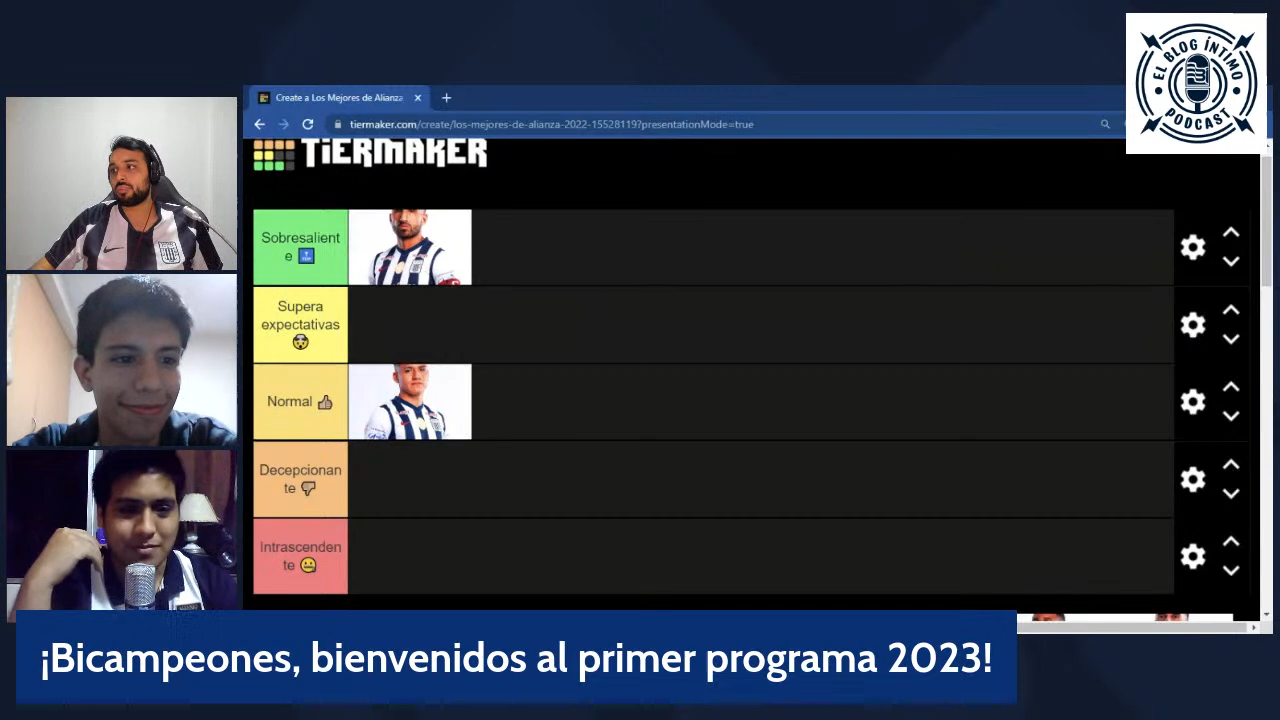 EL BLOG ÍNTIMO
PODCAST
Create a Los Mejores de Alianza
tiermaker.com/create/los-mejores-de-alianza-2022-15528119?presentationMode=true
TiERMAKER
Sobresalient
e
Supera
expectativas
Normal
Decepcionan
te
Intrascenden
te
¡Bicampeones, bienvenidos al primer programa 2023!